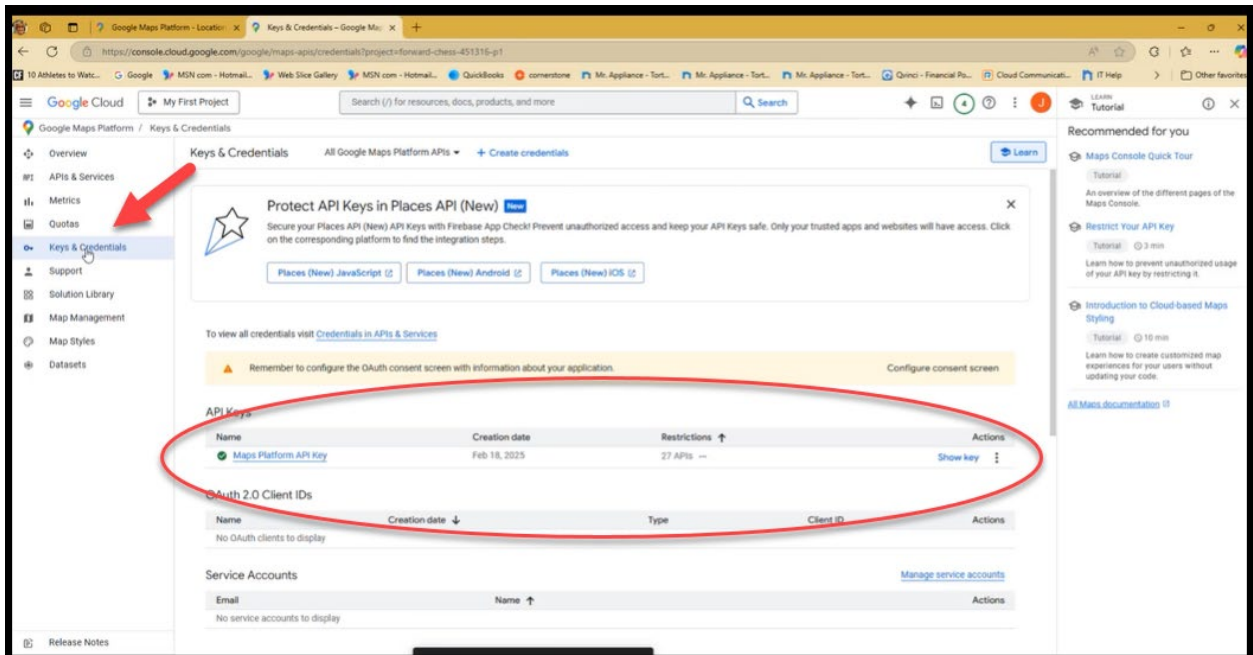 Google Maps Platform - Location
Keys & Credentials – Google Map
https://console.cloud.google.com/google/maps-apis/credentials?project=forward-chess-451316-p1
10 Athletes to Watc...
Google
MSN com - Hotmail...
Web Slice Gallery
MSN com - Hotmail...
QuickBooks
cornerstone
Mr. Appliance - Tort...
Mr. Appliance - Tort...
Mr. Appliance - Tort...
Qvinci - Financial Po...
Cloud Communicati...
IT Help
Other favorites
Google Cloud
My First Project
Search (/) for resources, docs, products, and more
Search
4
J
LEARN
Tutorial
Google Maps Platform / Keys & Credentials
Overview
APIs & Services
Metrics
Quotas
Keys & Credentials
Support
Solution Library
Map Management
Map Styles
Datasets
Release Notes
Keys & Credentials
All Google Maps Platform APIs
+ Create credentials
Learn
Protect API Keys in Places API (New) New
Secure your Places API (New) API Keys with Firebase App Check! Prevent unauthorized access and keep your API Keys safe. Only your trusted apps and websites will have access. Click
on the corresponding platform to find the integration steps.
Places (New) JavaScript
Places (New) Android
Places (New) iOS
To view all credentials visit Credentials in APIs & Services
Remember to configure the OAuth consent screen with information about your application.
Configure consent screen
API Keys
Name Creation date Restrictions Actions
Maps Platform API Key Feb 18, 2025 27 APIs Show key
OAuth 2.0 Client IDs
Name Creation date Type Client ID Actions
No OAuth clients to display
Service Accounts
Manage service accounts
Email Name Actions
No service accounts to display
Recommended for you
Maps Console Quick Tour
Tutorial
An overview of the different pages of the
Maps Console.
Restrict Your API Key
Tutorial 3 min
Learn how to prevent unauthorized usage
of your API key by restricting it.
Introduction to Cloud-based Maps
Styling
Tutorial 10 min
Learn how to create customized map
experiences for your users without
updating your code.
All Maps documentation